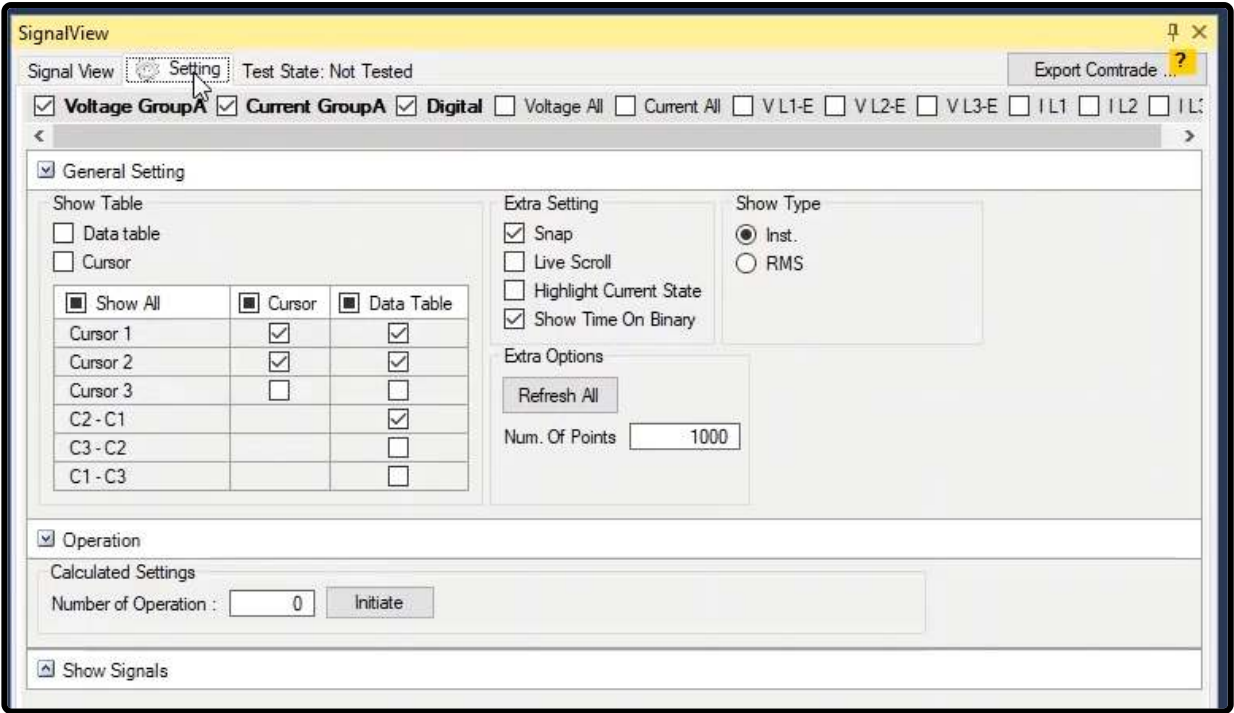 SignalView
Signal View Setting Test State: Not Tested Export Comtrade ... ?
Voltage GroupA Current GroupA Digital Voltage All Current All V L1-E V L2-E V L3-E I L1 I L2 I L3
General Setting
Show Table Extra Setting Show Type
Data table Snap Inst.
Cursor Live Scroll RMS
Highlight Current State
Show All Cursor Data Table
Show Time On Binary
Cursor 1
Cursor 2 Extra Options
Cursor 3 Refresh All
C2 - C1
Num. Of Points 1000
C3 - C2
C1 - C3
Operation
Calculated Settings
Number of Operation : 0 Initiate
Show Signals